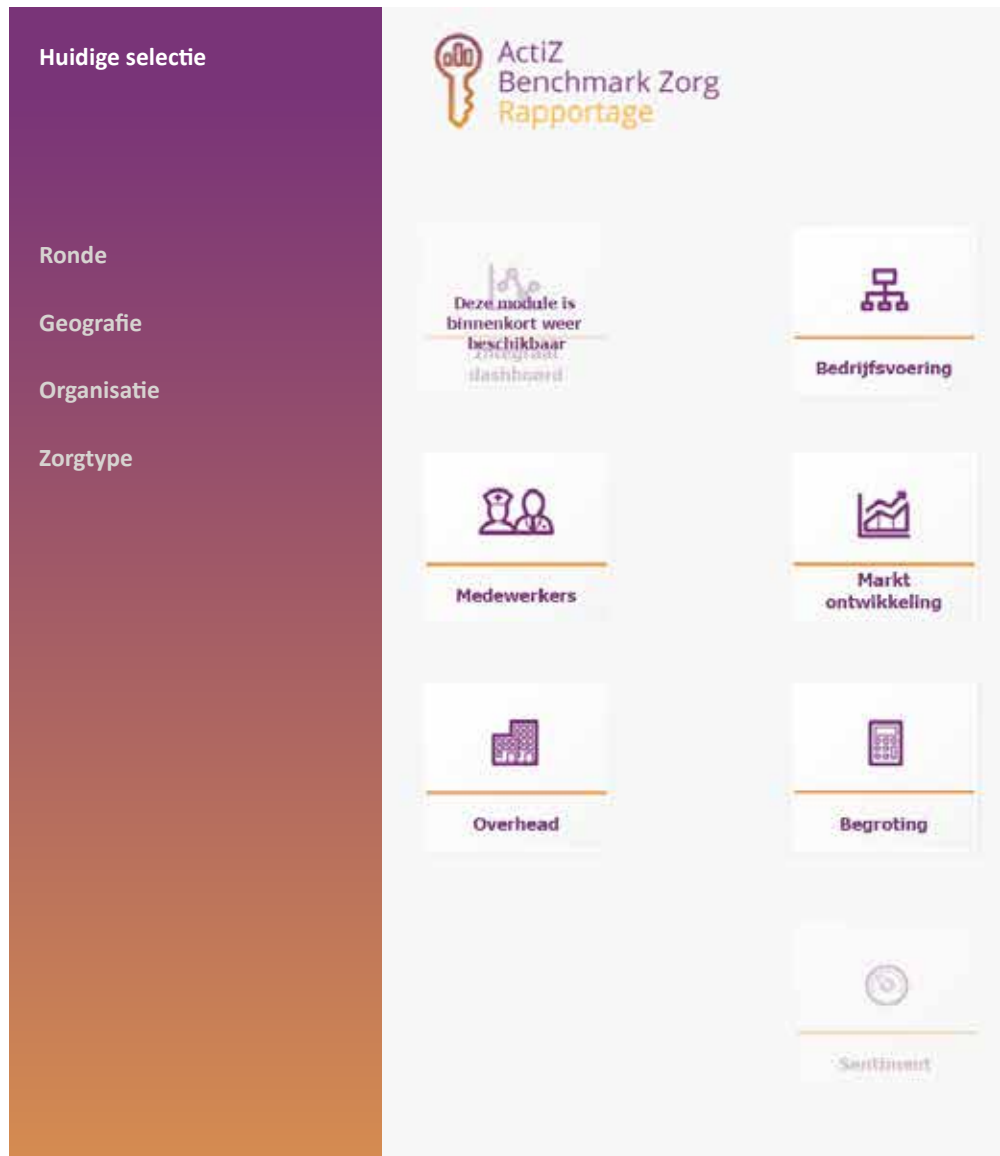 Huidige selectie
Ronde
Geografie
Organisatie
Zorgtype
ActiZ
Benchmark Zorg
Rapportage
Deze module is
binnenkort weer
beschikbaar
Integraal
dashboard
Bedrijfsvoering
Medewerkers
Markt
ontwikkeling
Overhead
Begroting
Sentiment